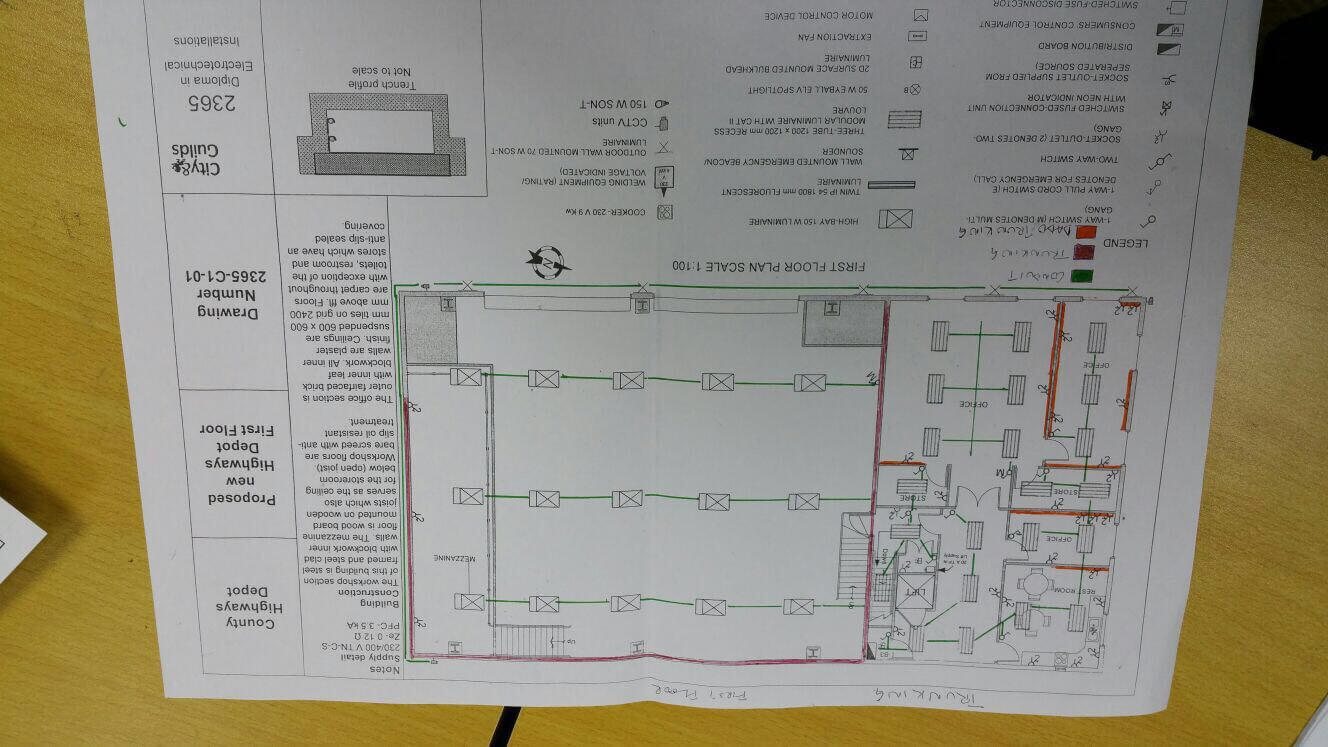 TRUNKING FIRST FLOOR
REST ROOM
OFFICE
STORE
OFFICE
OFFICE
STORE
LIFT
Lift Supply
Down
Up
B3
2
M
M
Up
MEZZANINE
H
FIRST FLOOR PLAN SCALE 1:100
N
Notes
Supply detail
230/400 V TN-C-S
Ze- 0.12 Ω
PFC- 3.5 kA
Building
Construction
The workshop section
of this building is steel
framed and steel clad
with blockwork inner
walls. The mezzanine
floor is wood board
mounted on wooden
joists which also
serves as the ceiling
for the storeroom
below (open joist).
Workshop floors are
bare screed with anti-
slip oil resistant
treatment.
The office section is
outer fairfaced brick
with inner leaf
blockwork. All inner
walls are plaster
finish. Ceilings are
suspended 600 x 600
mm tiles on grid 2400
mm above ffl. Floors
are carpet throughout
with exception of the
toilets, restroom and
stores which have an
anti-slip sealed
covering.
County
Highways
Depot
Proposed
new
Highways
Depot
First Floor
Drawing
Number
2365-C1-01
City&
Guilds
2365
Diploma in
Electrotechnical
Installations
CONDUIT
TRUNKING
DADO TRUNKING
LEGEND
1-WAY SWITCH (M DENOTES MULTI-
GANG)
1-WAY PULL CORD SWITCH (E
DENOTES FOR EMERGENCY CALL)
TWO-WAY SWITCH
SOCKET-OUTLET (2 DENOTES TWO-
GANG)
SWITCHED FUSED-CONNECTION UNIT
WITH NEON INDICATOR
SOCKET-OUTLET SUPPLIED FROM
SEPERATED SOURCE)
DISTRIBUTION BOARD
CONSUMERS' CONTROL EQUIPMENT
SWITCHED-FUSE DISCONNECTOR
HIGH-BAY 150 W LUMINAIRE
TWIN IP 54 1800 mm FLUORESCENT
LUMINAIRE
WALL MOUNTED EMERGENCY BEACON/
SOUNDER
THREE-TUBE 1200 x 1200 mm RECESS
MODULAR LUMINAIRE WITH CAT II
LOUVRE
50 W EYBALL ELV SPOTLIGHT
2D SURFACE MOUNTED BULKHEAD
LUMINAIRE
EXTRACTION FAN
MOTOR CONTROL DEVICE
COOKER- 230 V 9 Kw
WELDING EQUIPMENT (RATING/
VOLTAGE INDICATED)
OUTDOOR WALL MOUNTED 70 W SON-T
LUMINAIRE
CCTV units
150 W SON-T
Trench profile
Not to scale